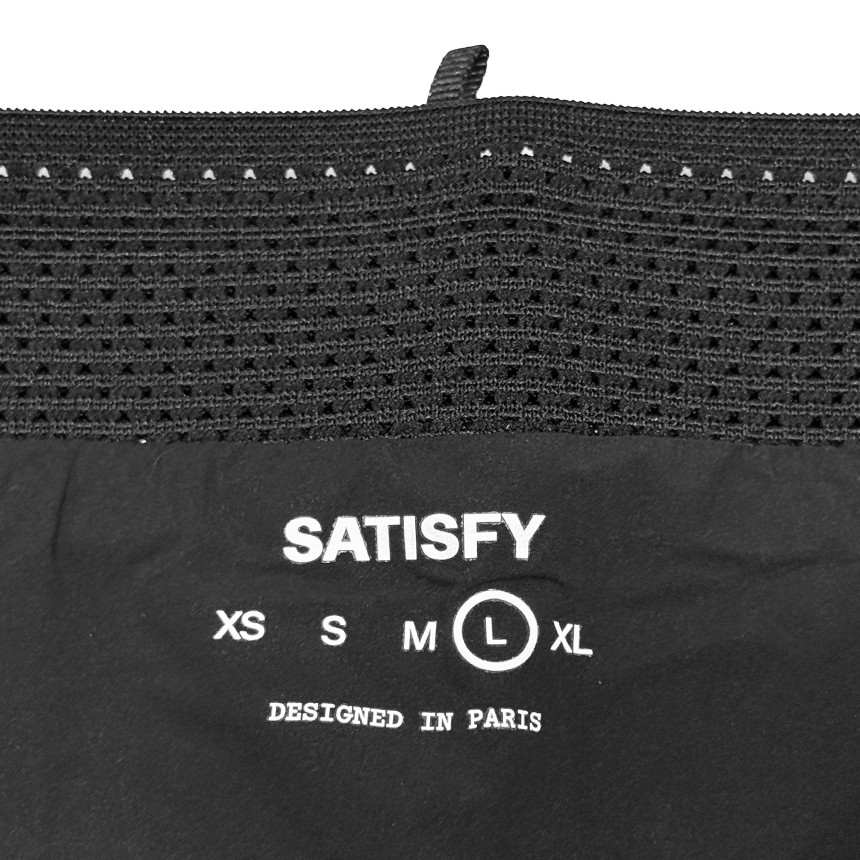 SATISFY
XS S M L XL
DESIGNED IN PARIS